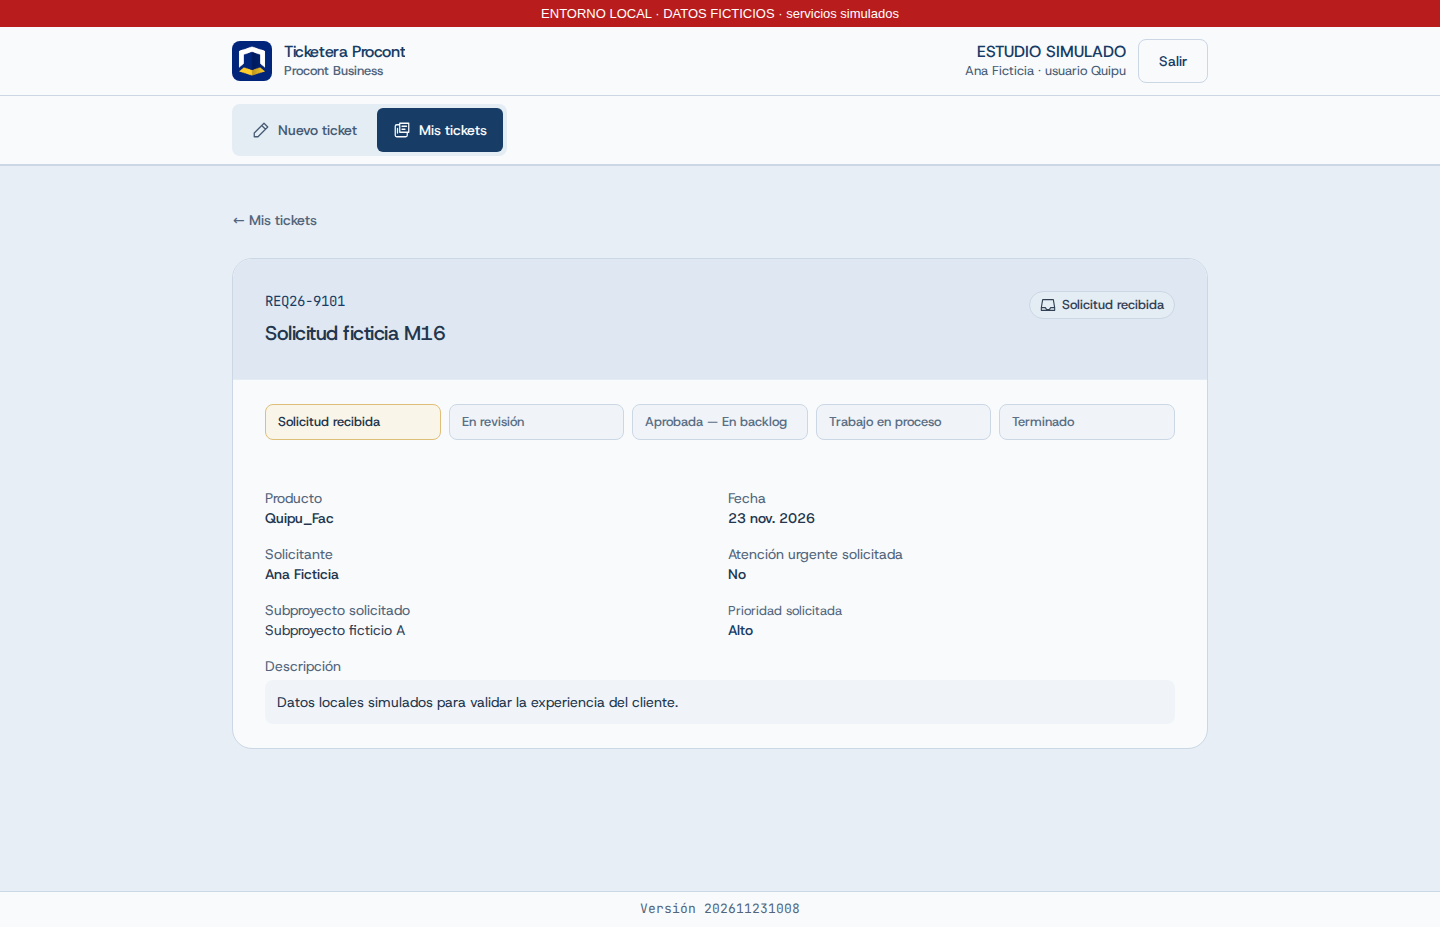 ENTORNO LOCAL · DATOS FICTICIOS · servicios simulados
Ticketera Procont
Procont Business
ESTUDIO SIMULADO
Ana Ficticia · usuario Quipu
Salir
Nuevo ticket
Mis tickets
← Mis tickets
REQ26-9101
Solicitud ficticia M16
Solicitud recibida
Solicitud recibida
En revisión
Aprobada — En backlog
Trabajo en proceso
Terminado
Producto
Quipu_Fac
Fecha
23 nov. 2026
Solicitante
Ana Ficticia
Atención urgente solicitada
No
Subproyecto solicitado
Subproyecto ficticio A
Prioridad solicitada
Alto
Descripción
Datos locales simulados para validar la experiencia del cliente.
Versión 202611231008